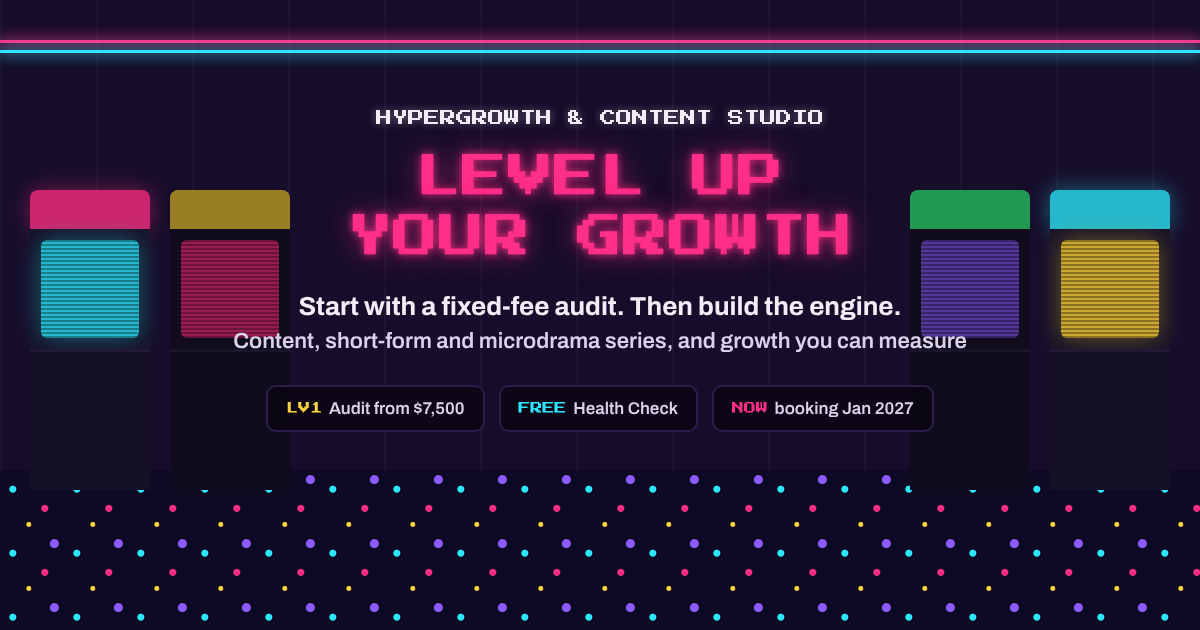 HYPERGROWTH & CONTENT STUDIO
LEVEL UP
YOUR GROWTH
Start with a fixed-fee audit. Then build the engine.
Content, short-form and microdrama series, and growth you can measure
LV1 Audit from $7,500
FREE Health Check
NOW booking Jan 2027